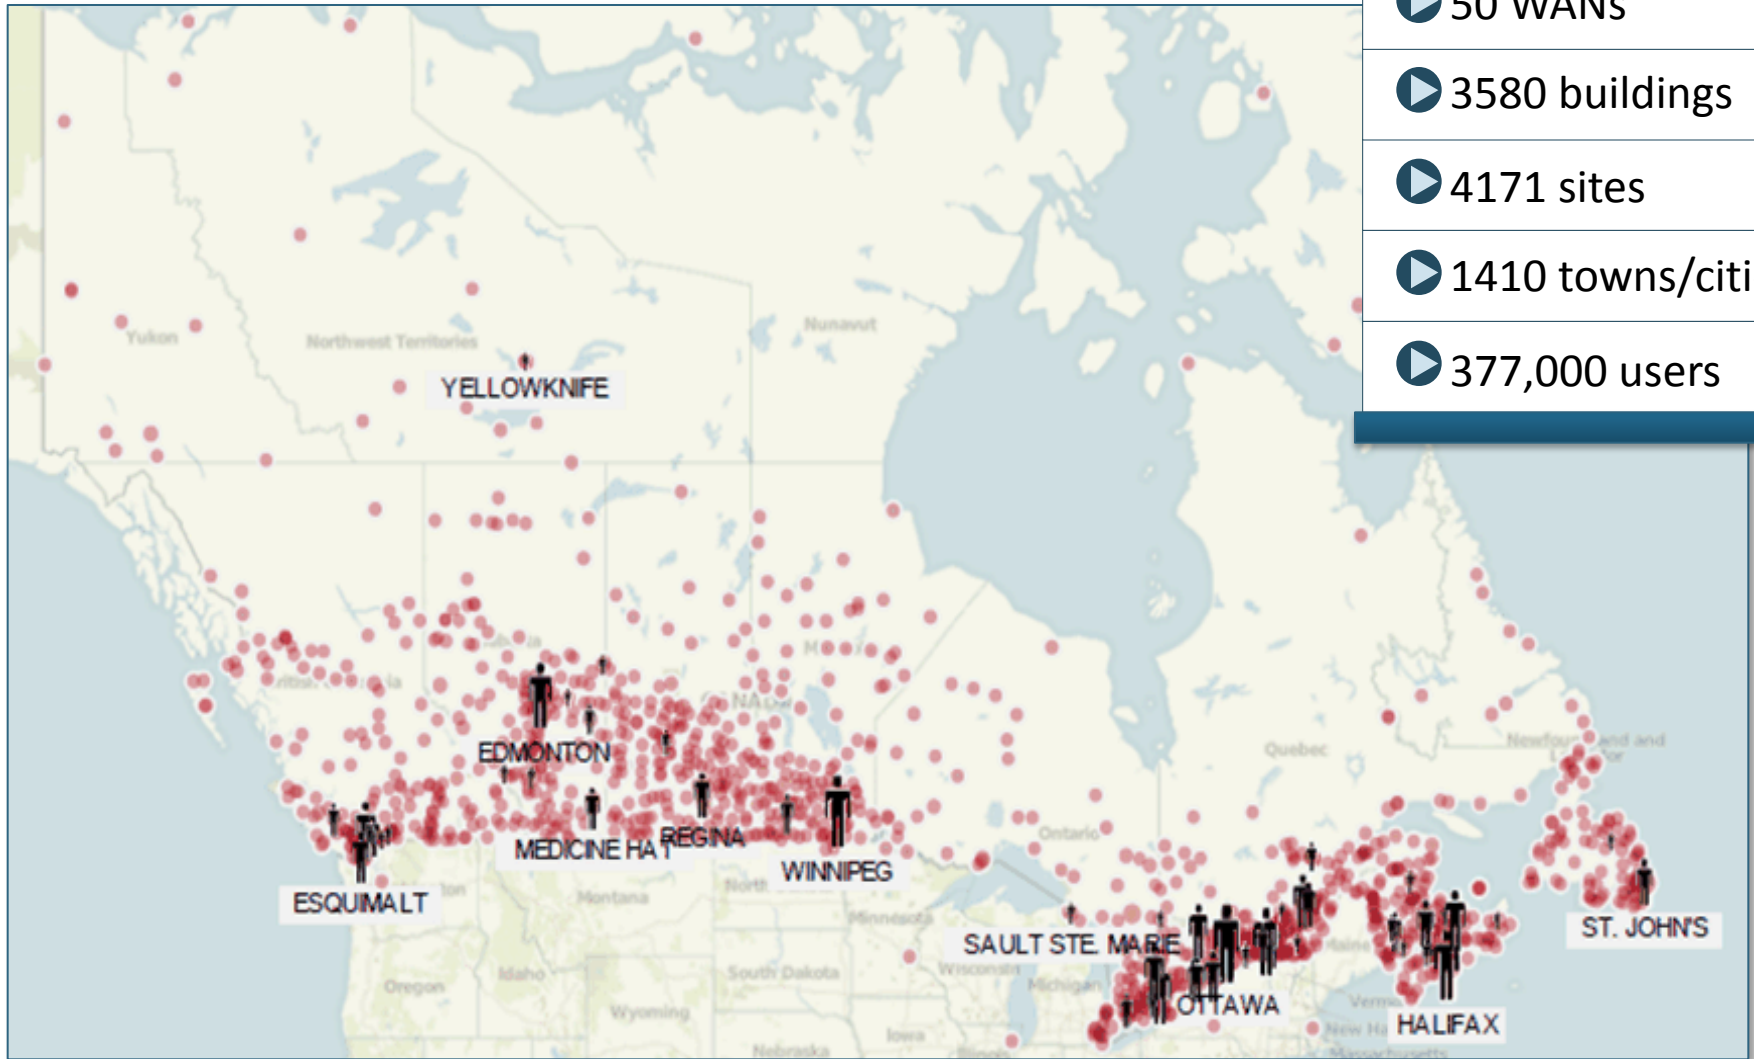 50 WANs
3580 buildings
4171 sites
1410 towns/citi
377,000 users
Yukon
Northwest Territories
Nunavut
YELLOWKNIFE
EDMONTON
MEDICINE HAT
REGINA
WINNIPEG
ESQUIMALT
Quebec
Ontario
Montana
Minnesota
SAULT STE. MARIE
ST. JOHN'S
Maine
Oregon
Idaho
South Dakota
Wisconsin
Michigan
Wyoming
OTTAWA
HALIFAX
Iowa
Nebraska
Illinois
Massachusetts